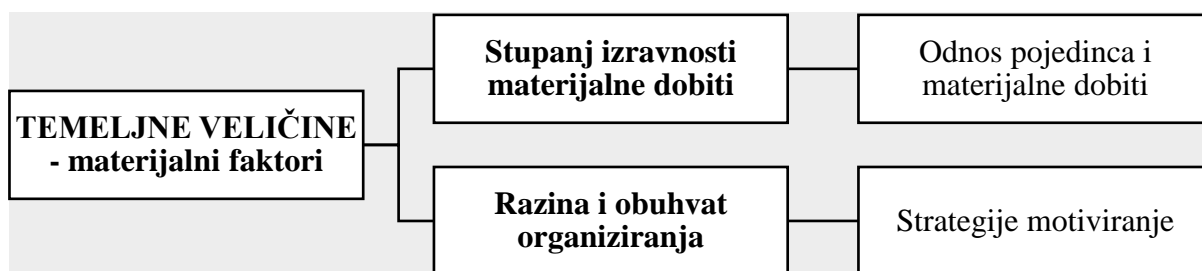 TEMELJNE VELIČINE
- materijalni faktori
Stupanj izravnosti
materijalne dobiti
Odnos pojedinca i
materijalne dobiti
Razina i obuhvat
organiziranja
Strategije motiviranje